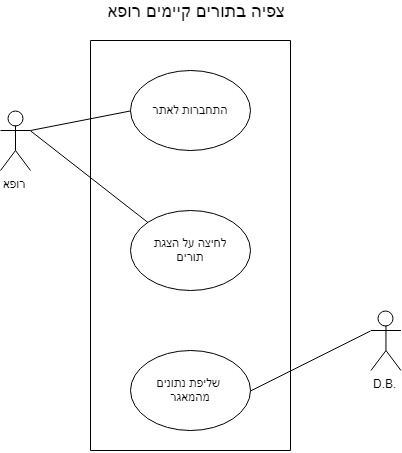 צפיה בתורים קיימים רופא
התחברות לאתר
רופא
לחיצה על הצגת
תורים
שליפת נתונים
מהמאגר
D.B.